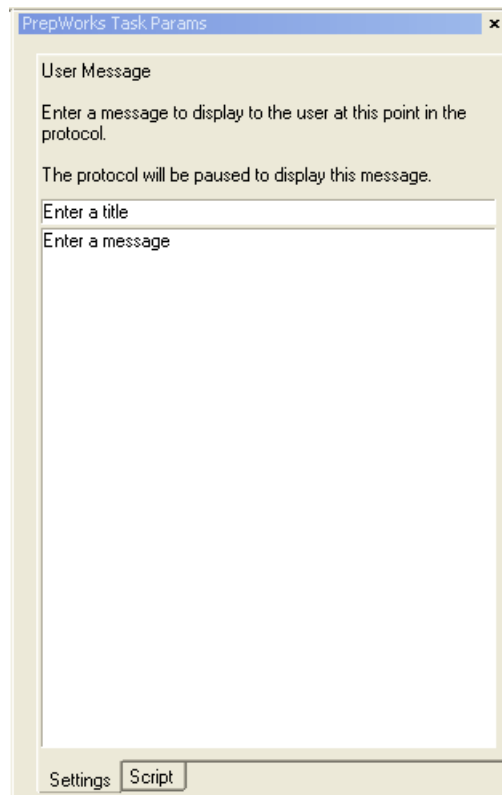 PrepWorks Task Params
User Message
Enter a message to display to the user at this point in the
protocol.
The protocol will be paused to display this message.
Enter a title
Enter a message
Settings Script